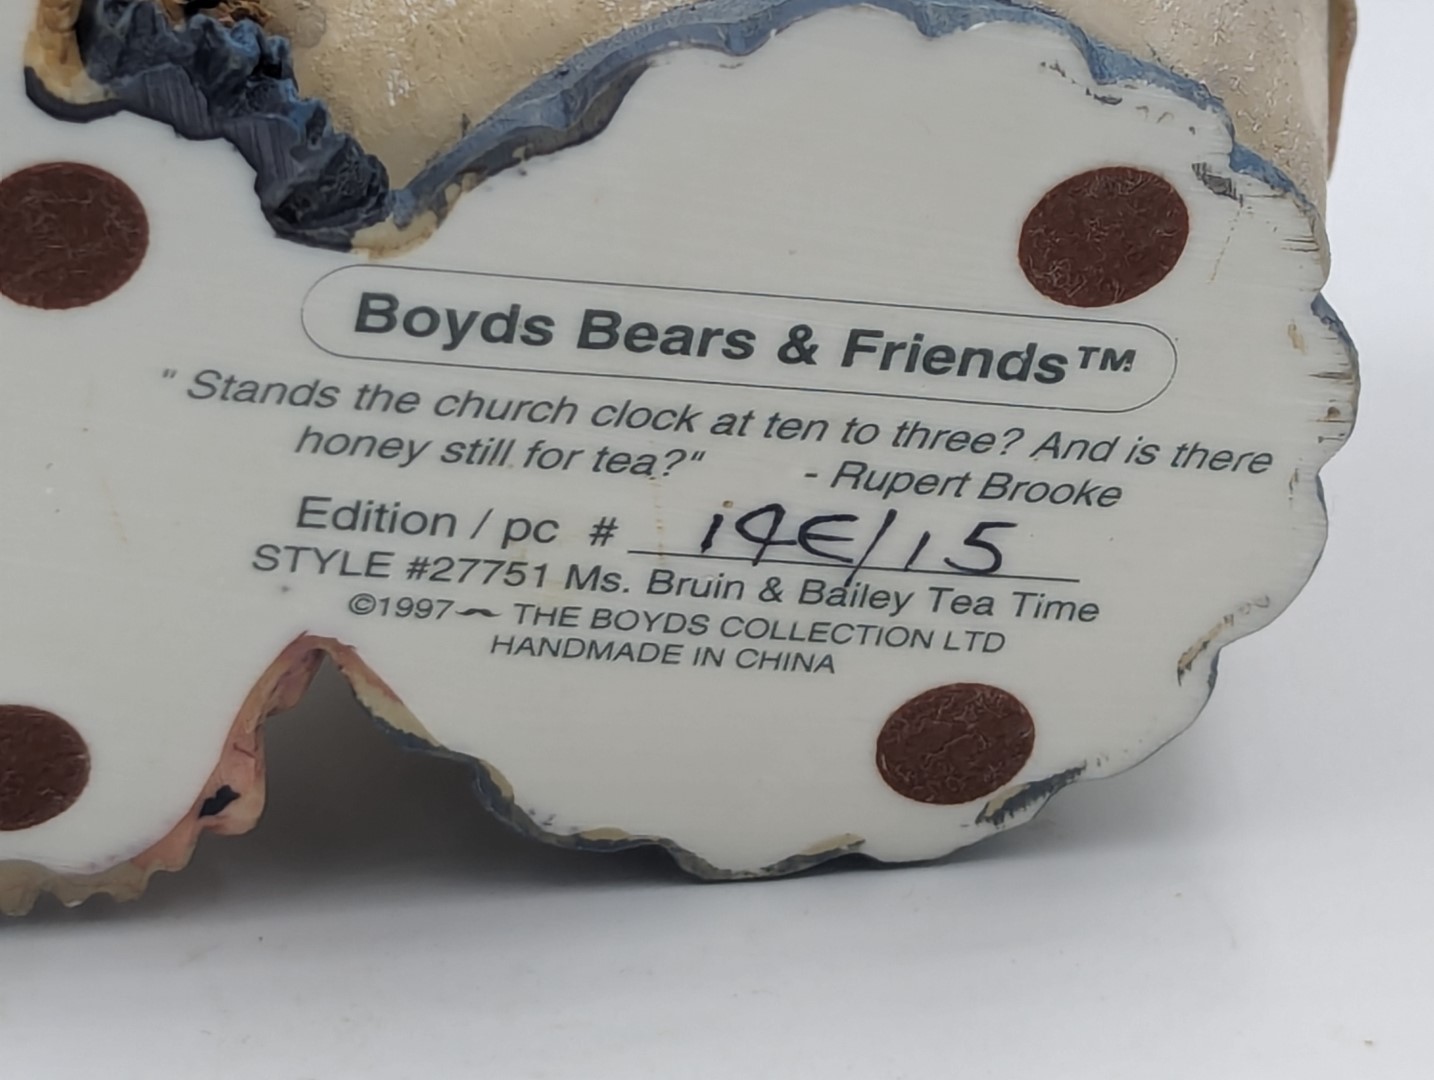 Boyds Bears & Friends™
" Stands the church clock at ten to three? And is there
honey still for tea?" - Rupert Brooke
Edition / pc # 14E/15
STYLE #27751 Ms. Bruin & Bailey Tea Time
©1997 THE BOYDS COLLECTION LTD
HANDMADE IN CHINA